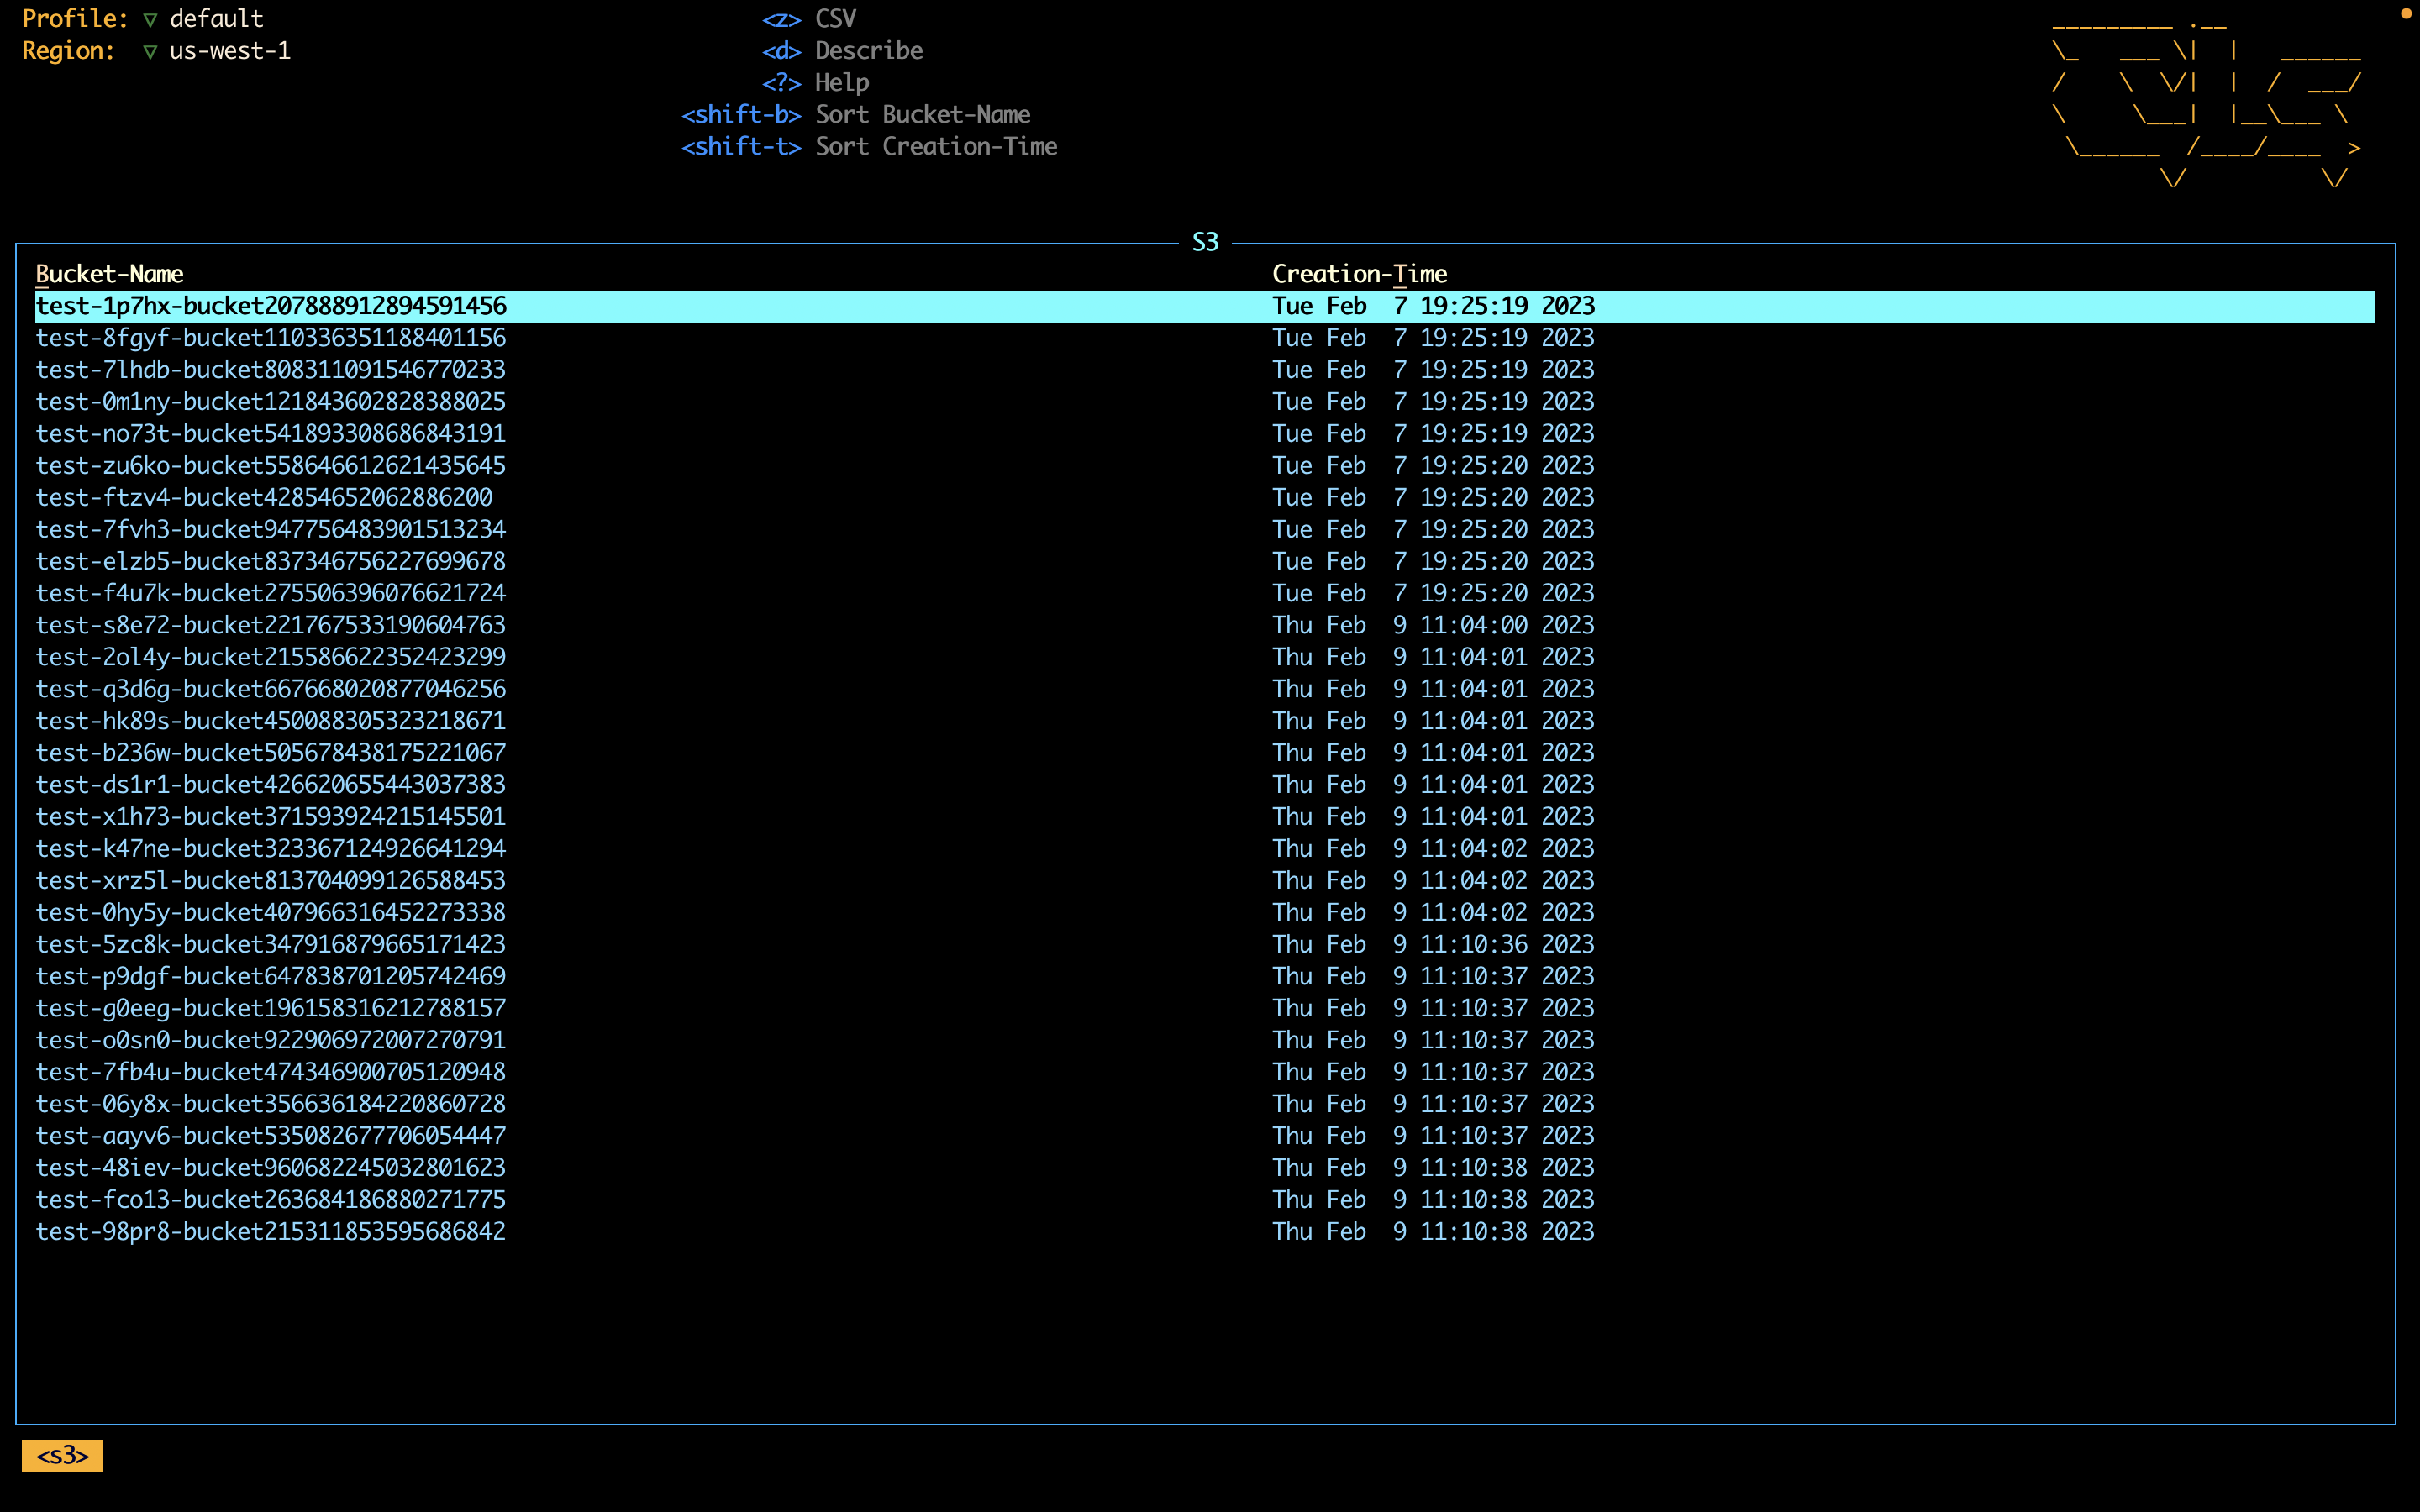 Profile: ▽ default
Region: ▽ us-west-1
<z> CSV
<d> Describe
<?> Help
<shift-b> Sort Bucket-Name
<shift-t> Sort Creation-Time
S3
Bucket-Name Creation-Time
test-1p7hx-bucket207888912894591456 Tue Feb  7 19:25:19 2023
test-8fgyf-bucket110336351188401156 Tue Feb  7 19:25:19 2023
test-7lhdb-bucket808311091546770233 Tue Feb  7 19:25:19 2023
test-0m1ny-bucket121843602828388025 Tue Feb  7 19:25:19 2023
test-no73t-bucket541893308686843191 Tue Feb  7 19:25:19 2023
test-zu6ko-bucket558646612621435645 Tue Feb  7 19:25:20 2023
test-ftzv4-bucket42854652062886200 Tue Feb  7 19:25:20 2023
test-7fvh3-bucket947756483901513234 Tue Feb  7 19:25:20 2023
test-elzb5-bucket837346756227699678 Tue Feb  7 19:25:20 2023
test-f4u7k-bucket275506396076621724 Tue Feb  7 19:25:20 2023
test-s8e72-bucket221767533190604763 Thu Feb  9 11:04:00 2023
test-2ol4y-bucket215586622352423299 Thu Feb  9 11:04:01 2023
test-q3d6g-bucket667668020877046256 Thu Feb  9 11:04:01 2023
test-hk89s-bucket450088305323218671 Thu Feb  9 11:04:01 2023
test-b236w-bucket505678438175221067 Thu Feb  9 11:04:01 2023
test-ds1r1-bucket426620655443037383 Thu Feb  9 11:04:01 2023
test-x1h73-bucket371593924215145501 Thu Feb  9 11:04:01 2023
test-k47ne-bucket323367124926641294 Thu Feb  9 11:04:02 2023
test-xrz5l-bucket813704099126588453 Thu Feb  9 11:04:02 2023
test-0hy5y-bucket407966316452273338 Thu Feb  9 11:04:02 2023
test-5zc8k-bucket347916879665171423 Thu Feb  9 11:10:36 2023
test-p9dgf-bucket647838701205742469 Thu Feb  9 11:10:37 2023
test-g0eeg-bucket196158316212788157 Thu Feb  9 11:10:37 2023
test-o0sn0-bucket922906972007270791 Thu Feb  9 11:10:37 2023
test-7fb4u-bucket474346900705120948 Thu Feb  9 11:10:37 2023
test-06y8x-bucket356636184220860728 Thu Feb  9 11:10:37 2023
test-aayv6-bucket535082677706054447 Thu Feb  9 11:10:37 2023
test-48iev-bucket960682245032801623 Thu Feb  9 11:10:38 2023
test-fco13-bucket263684186880271775 Thu Feb  9 11:10:38 2023
test-98pr8-bucket215311853595686842 Thu Feb  9 11:10:38 2023
<s3>